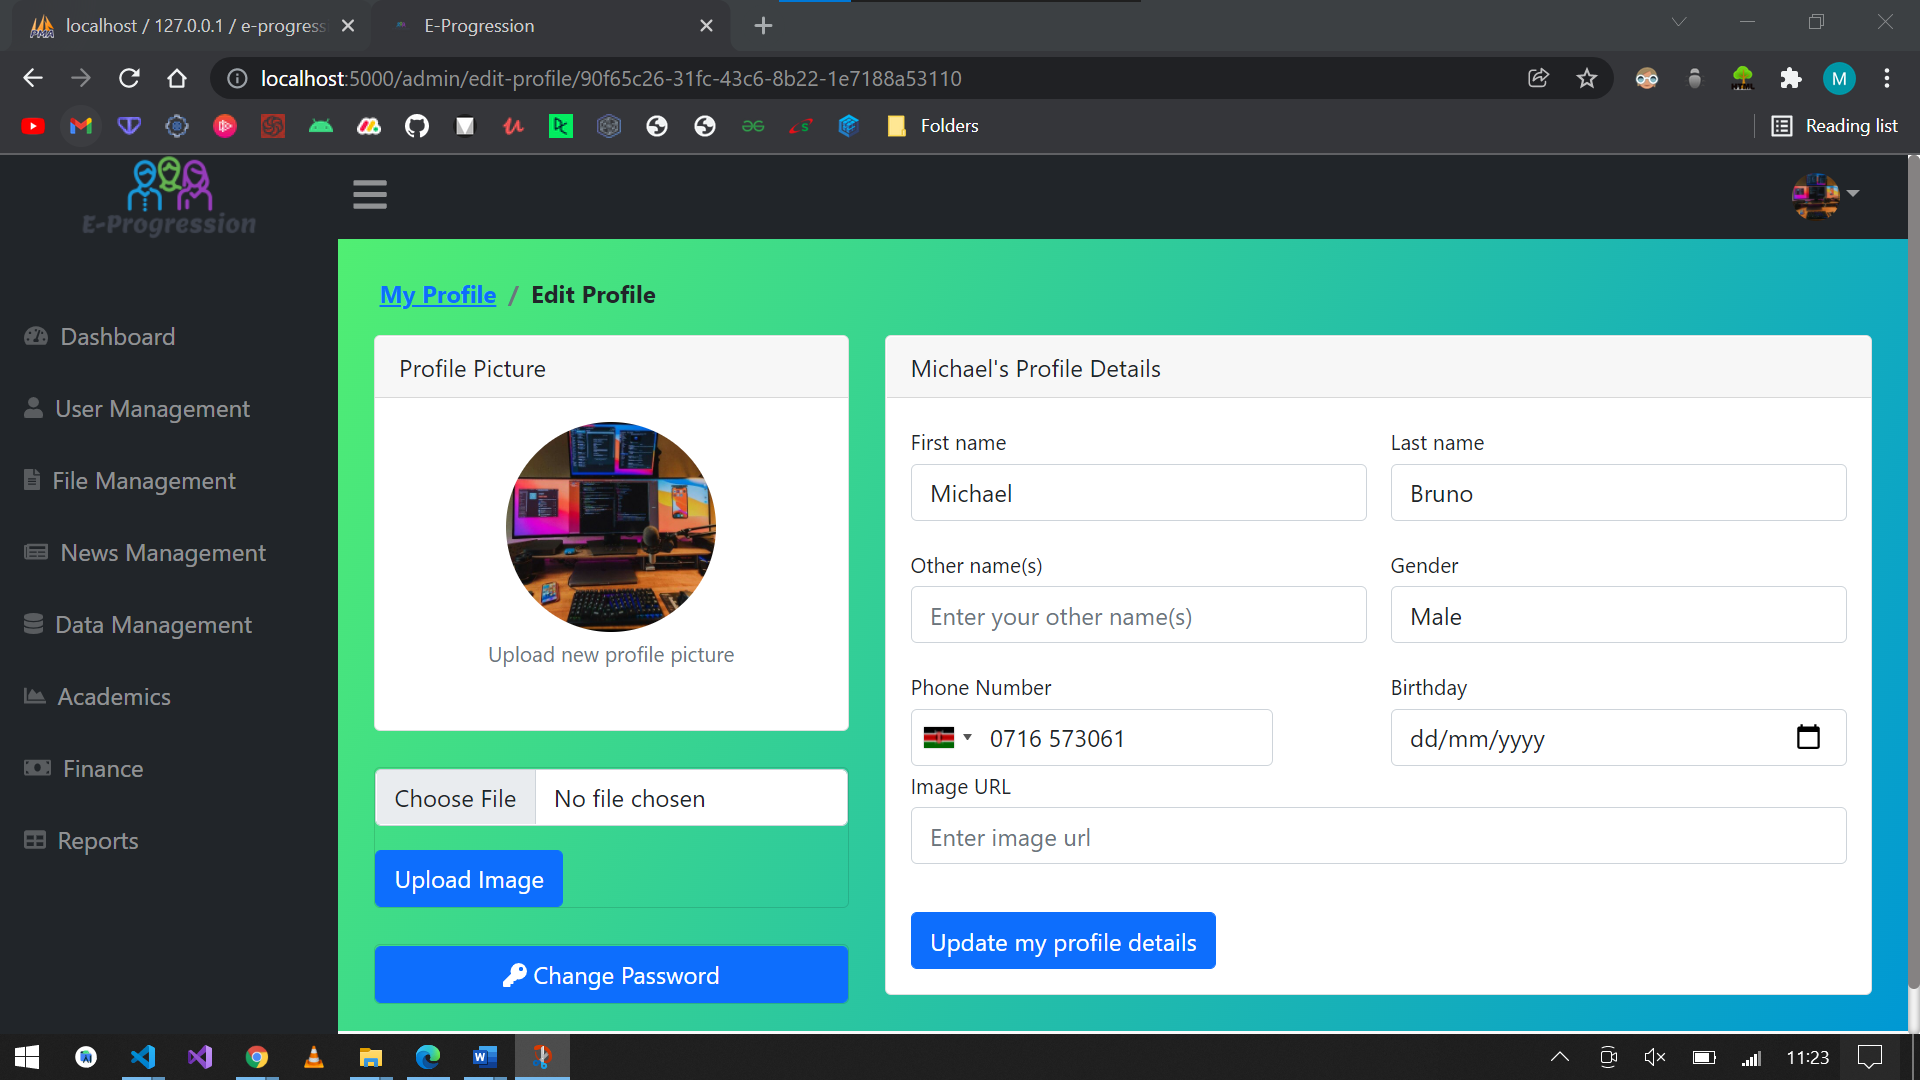 localhost / 127.0.0.1 / e-progress
E-Progression
localhost:5000/admin/edit-profile/90f65c26-31fc-43c6-8b22-1e7188a53110
M
Folders
Reading list
E-Progression
My Profile / Edit Profile
Dashboard
User Management
File Management
News Management
Data Management
Academics
Finance
Reports
Profile Picture
Upload new profile picture
Choose File No file chosen
Upload Image
Change Password
Michael's Profile Details
First name
Michael
Last name
Bruno
Other name(s)
Enter your other name(s)
Gender
Male
Phone Number
0716 573061
Birthday
dd/mm/yyyy
Image URL
Enter image url
Update my profile details
11:23